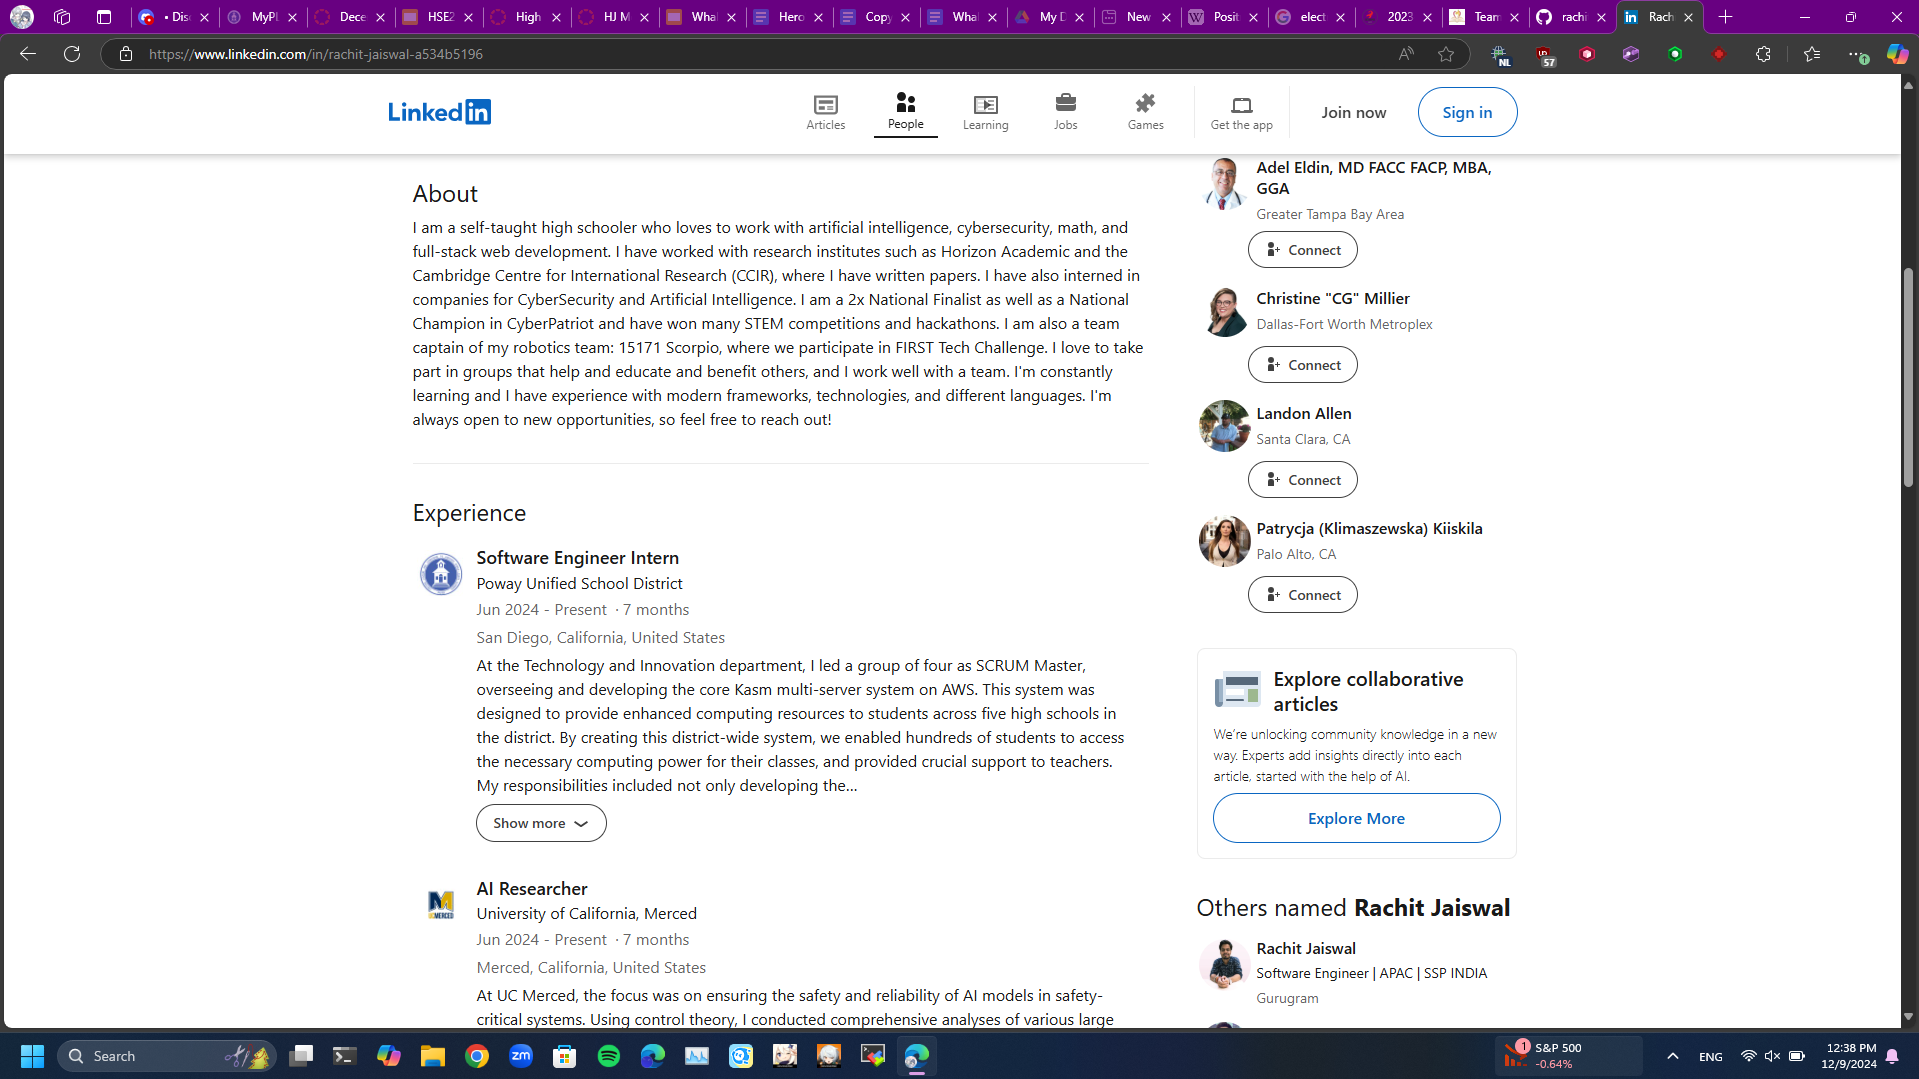 Disc
MyPL
Dece
HSE2
High
HJ M
What
Hero
Copy
What
My D
New
Posit
elect
2023
Team
rachi
Rach
https://www.linkedin.com/in/rachit-jaiswal-a534b5196
NL
57
Linked in
Articles
People
Learning
Jobs
Games
Get the app
Join now
Sign in
About
I am a self-taught high schooler who loves to work with artificial intelligence, cybersecurity, math, and
full-stack web development. I have worked with research institutes such as Horizon Academic and the
Cambridge Centre for International Research (CCIR), where I have written papers. I have also interned in
companies for CyberSecurity and Artificial Intelligence. I am a 2x National Finalist as well as a National
Champion in CyberPatriot and have won many STEM competitions and hackathons. I am also a team
captain of my robotics team: 15171 Scorpio, where we participate in FIRST Tech Challenge. I love to take
part in groups that help and educate and benefit others, and I work well with a team. I'm constantly
learning and I have experience with modern frameworks, technologies, and different languages. I'm
always open to new opportunities, so feel free to reach out!
Experience
Software Engineer Intern
Poway Unified School District
Jun 2024 - Present · 7 months
San Diego, California, United States
At the Technology and Innovation department, I led a group of four as SCRUM Master,
overseeing and developing the core Kasm multi-server system on AWS. This system was
designed to provide enhanced computing resources to students across five high schools in
the district. By creating this district-wide system, we enabled hundreds of students to access
the necessary computing power for their classes, and provided crucial support to teachers.
My responsibilities included not only developing the...
Show more
AI Researcher
University of California, Merced
Jun 2024 - Present · 7 months
Merced, California, United States
At UC Merced, the focus was on ensuring the safety and reliability of AI models in safety-
critical systems. Using control theory, I conducted comprehensive analyses of various large
Adel Eldin, MD FACC FACP, MBA,
GGA
Greater Tampa Bay Area
Connect
Christine "CG" Millier
Dallas-Fort Worth Metroplex
Connect
Landon Allen
Santa Clara, CA
Connect
Patrycja (Klimaszewska) Kiiskila
Palo Alto, CA
Connect
Explore collaborative
articles
We're unlocking community knowledge in a new
way. Experts add insights directly into each
article, started with the help of AI.
Explore More
Others named Rachit Jaiswal
Rachit Jaiswal
Software Engineer | APAC | SSP INDIA
Gurugram
Search
zm
1
S&P 500
-0.64%
ENG
12:38 PM
12/9/2024